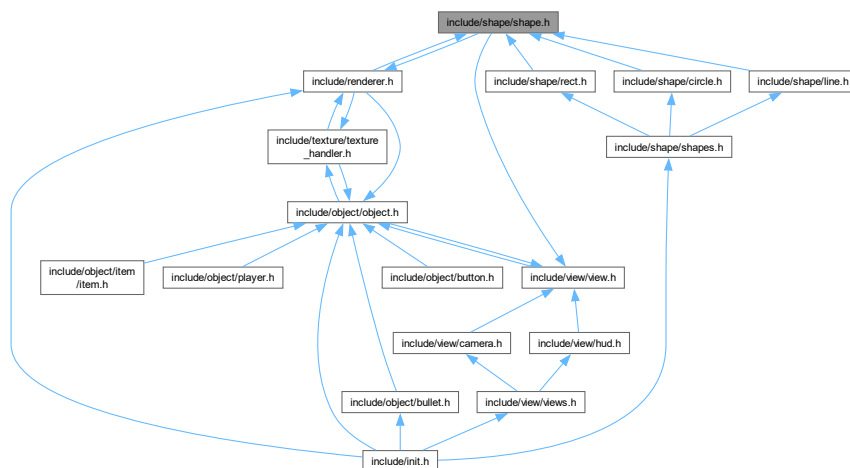 include/shape/shape.h
include/renderer.h
include/shape/rect.h
include/shape/circle.h
include/shape/line.h
include/texture/texture
_handler.h
include/shape/shapes.h
include/object/object.h
include/object/item
/item.h
include/object/player.h
include/object/button.h
include/view/view.h
include/view/camera.h
include/view/hud.h
include/object/bullet.h
include/view/views.h
include/init.h